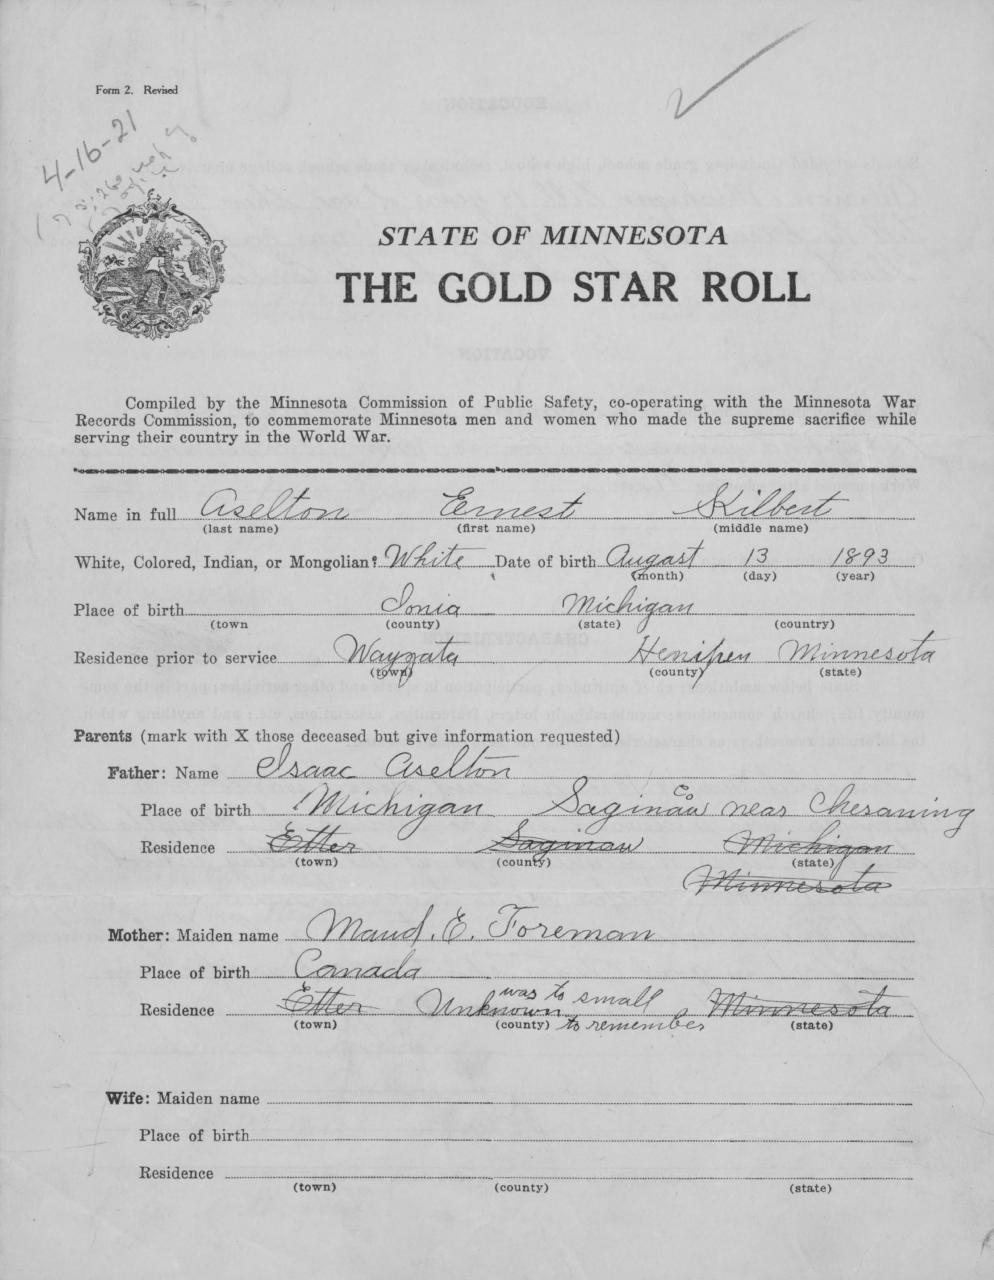 Form 2. Revised
4-16-21
STATE OF MINNESOTA
THE GOLD STAR ROLL
Compiled by the Minnesota Commission of Public Safety, co-operating with the Minnesota War
Records Commission, to commemorate Minnesota men and women who made the supreme sacrifice while
serving their country in the World War.
Name in full Aselton Ernest Kilbert
(last name) (first name) (middle name)
White, Colored, Indian, or Mongolian? White Date of birth August 13 1893
(month) (day) (year)
Place of birth Ionia Michigan
(town (county) (state) (country)
Residence prior to service Wayzata Henipen Minnesota
(town) (county) (state)
Parents (mark with X those deceased but give information requested)
Father: Name Isaac Aselton
Place of birth Michigan Saginaw Co near Chesaning
Residence Etter Saginaw Michigan
(town) (county) (state)
Minnesota
Mother: Maiden name Maud. E. Foreman
Place of birth Canada
was to small
Residence Etter Unknown Minnesota
(town) (county) to remember (state)
Wife: Maiden name
Place of birth
Residence
(town) (county) (state)